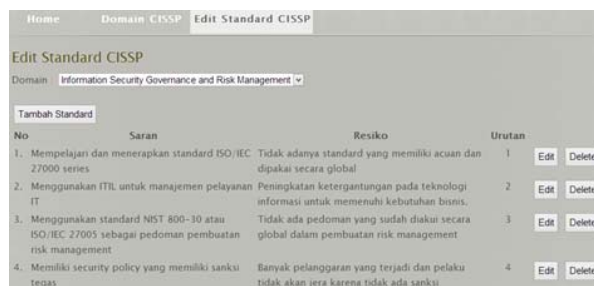 Home Domain CISSP Edit Standard CISSP
Edit Standard CISSP
Domain : Information Security Governance and Risk Management
Tambah Standard
No Saran Resiko Urutan
1. Mempelajari dan menerapkan standard ISO/IEC Tidak adanya standard yang memiliki acuan dan 1 Edit Delete
27000 series dipakai secara global
2. Menggunakan ITIL untuk manajemen pelayanan Peningkatan ketergantungan pada teknologi 2 Edit Delete
IT informasi untuk memenuhi kebutuhan bisnis.
3. Menggunakan standard NIST 800-30 atau Tidak ada pedoman yang sudah diakui secara 3 Edit Delete
ISO/IEC 27005 sebagai pedoman pembuatan global dalam pembuatan risk management
risk management
4. Memiliki security policy yang memiliki sanksi Banyak pelanggaran yang terjadi dan pelaku 4 Edit Delete
tegas tidak akan jera karena tidak ada sanksi